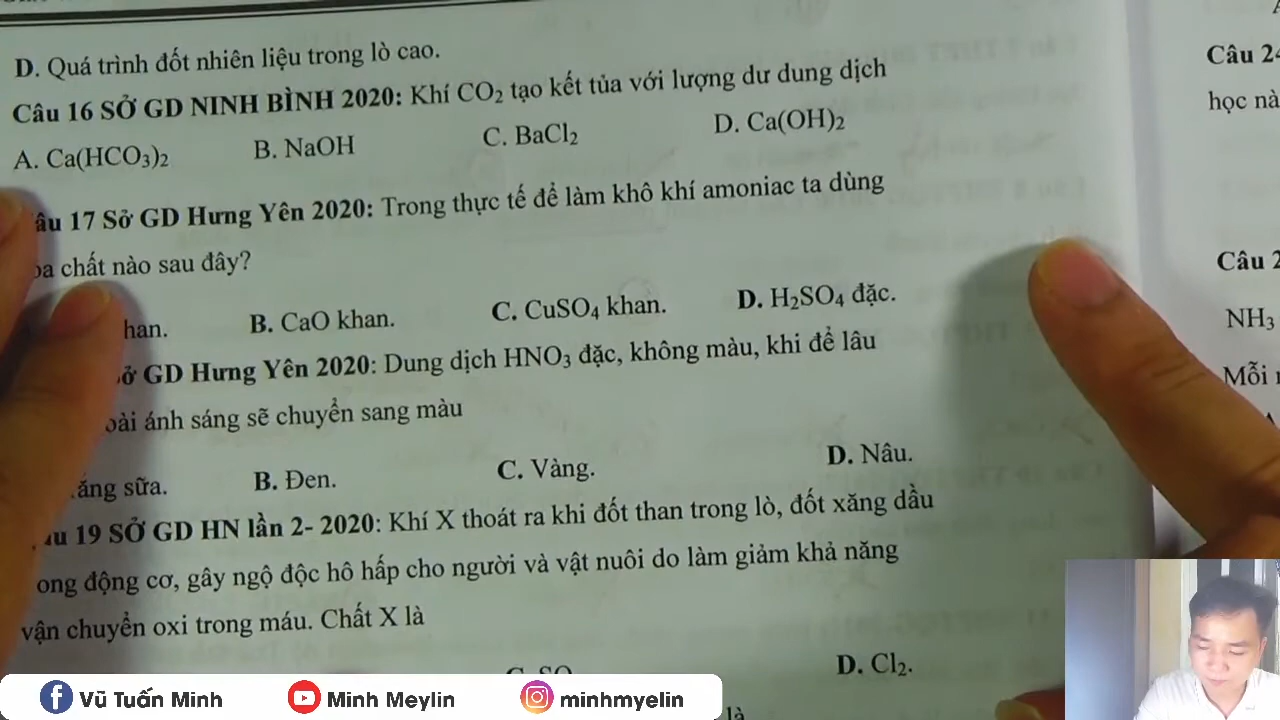 D. Quá trình đốt nhiên liệu trong lò cao.
Câu 16 SỞ GD NINH BÌNH 2020: Khí CO₂ tạo kết tủa với lượng dư dung dịch
A. Ca(HCO₃)₂ B. NaOH C. BaCl₂ D. Ca(OH)₂
âu 17 Sở GD Hưng Yên 2020: Trong thực tế để làm khô khí amoniac ta dùng
chất nào sau đây?
han. B. CaO khan. C. CuSO₄ khan. D. H₂SO₄ đặc.
GD Hưng Yên 2020: Dung dịch HNO₃ đặc, không màu, khi để lâu
oài ánh sáng sẽ chuyển sang màu
ắng sữa. B. Đen. C. Vàng. D. Nâu.
19 SỞ GD HN lần 2- 2020: Khí X thoát ra khi đốt than trong lò, đốt xăng dầu
ong động cơ, gây ngộ độc hô hấp cho người và vật nuôi do làm giảm khả năng
vận chuyển oxi trong máu. Chất X là
D. Cl₂.
là
Câu 2
học nà
Câu 2
NH₃
Mỗi
Vũ Tuấn Minh Minh Meylin minhmyelin